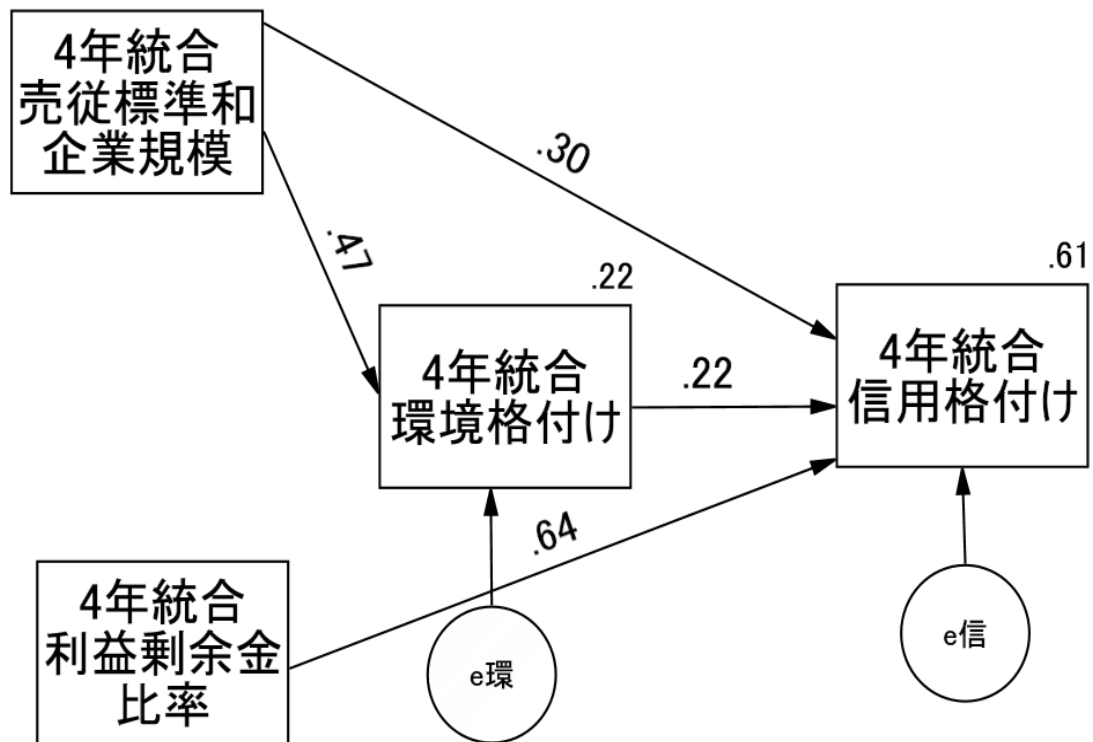 4年統合
売従標準和
企業規模
.30
.47
.22
.61
4年統合
環境格付け
.22
4年統合
信用格付け
.64
4年統合
利益剰余金
比率
e環
e信